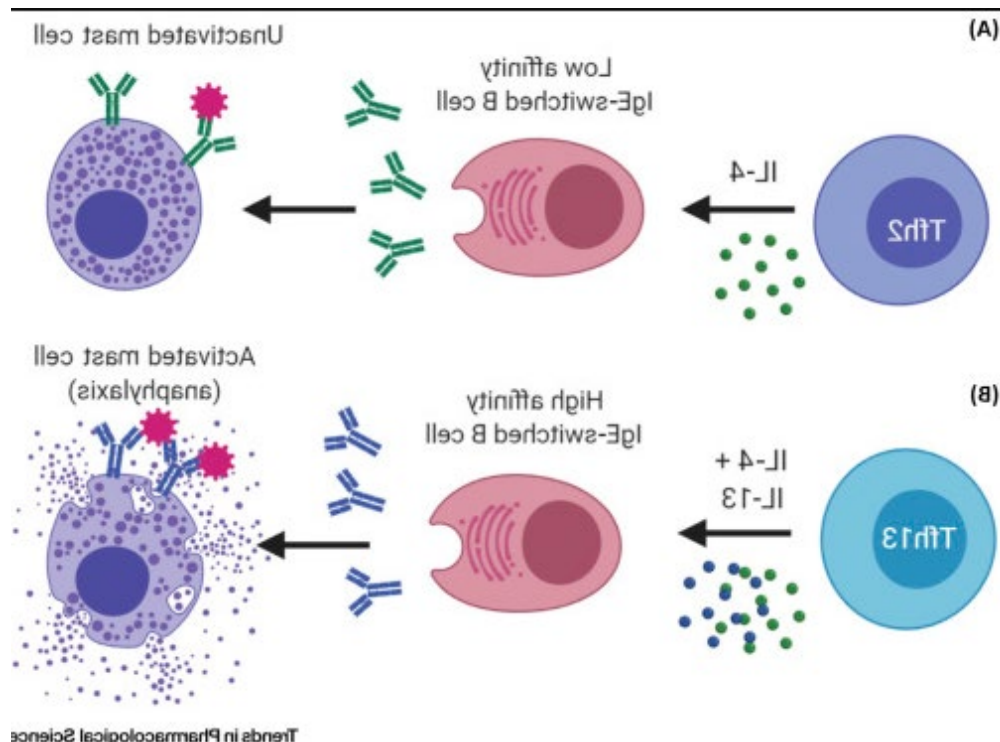 (A)
Tfh2
IL-4
Low affinity
IgE-switched B cell
Unactivated mast cell
(B)
Tfh13
IL-4 +
IL-13
High affinity
IgE-switched B cell
Activated mast cell
(anaphylaxis)
Trends in Pharmacological Science